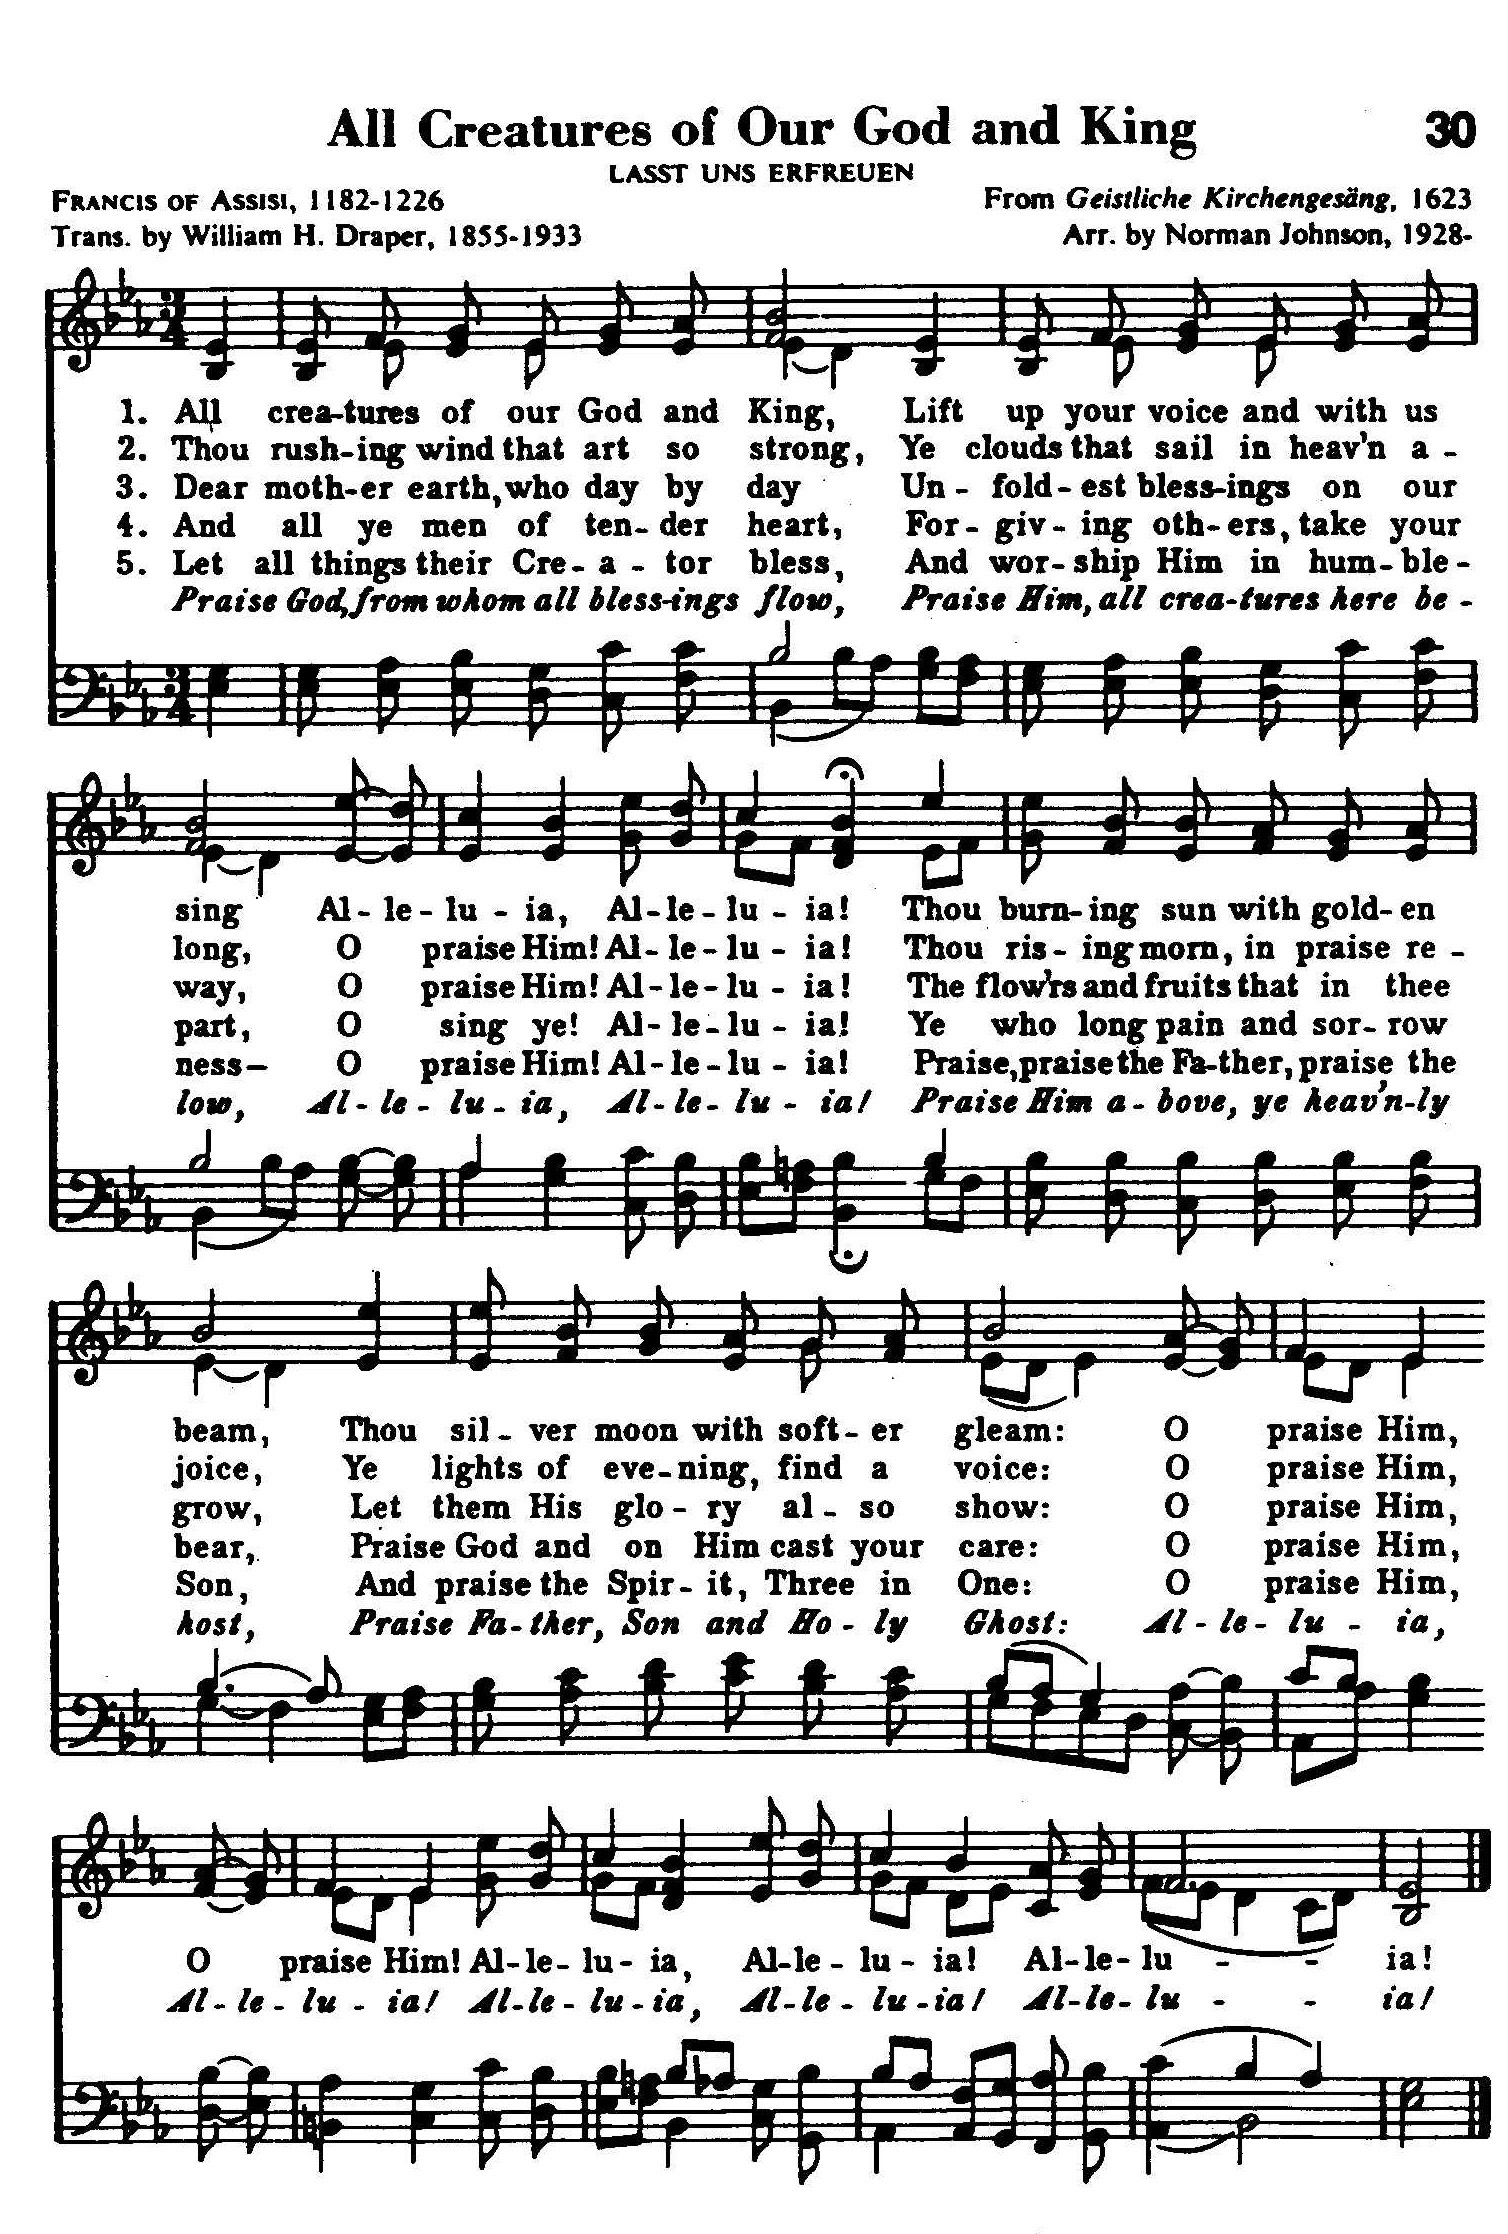 All Creatures of Our God and King 30
LASST UNS ERFREUEN
FRANCIS OF ASSISI, 1182-1226
Trans. by William H. Draper, 1855-1933
From Geistliche Kirchengesäng, 1623
Arr. by Norman Johnson, 1928-
1. All crea-tures of our God and King, Lift up your voice and with us
2. Thou rush-ing wind that art so strong, Ye clouds that sail in heav'n a -
3. Dear moth-er earth, who day by day Un - fold - est bless-ings on our
4. And all ye men of ten- der heart, For - giv - ing oth- ers, take your
5. Let all things their Cre - a - tor bless, And wor- ship Him in hum - ble -
Praise God, from whom all bless-ings flow, Praise Him, all crea-tures here be -
sing Al - le - lu - ia, Al - le - lu - ia! Thou burn- ing sun with gold- en
long, O praise Him! Al - le - lu - ia! Thou ris - ing morn, in praise re -
way, O praise Him! Al - le - lu - ia! The flow'rs and fruits that in thee
part, O sing ye! Al - le - lu - ia! Ye who long pain and sor- row
ness— O praise Him! Al - le - lu - ia! Praise, praise the Fa-ther, praise the
low, Al - le - lu - ia, Al - le - lu - ia! Praise Him a - bove, ye heav'n-ly
beam, Thou sil - ver moon with soft - er gleam: O praise Him,
joice, Ye lights of eve - ning, find a voice: O praise Him,
grow, Let them His glo - ry al - so show: O praise Him,
bear, Praise God and on Him cast your care: O praise Him,
Son, And praise the Spir - it, Three in One: O praise Him,
host, Praise Fa-ther, Son and Ho - ly Ghost: Al - le - lu - ia,
O praise Him! Al-le - lu - ia, Al-le - lu - ia! Al-le-lu - - ia!
Al - le - lu - ia! Al-le - lu - ia, Al-le - lu - ia! Al-le-lu - - ia!